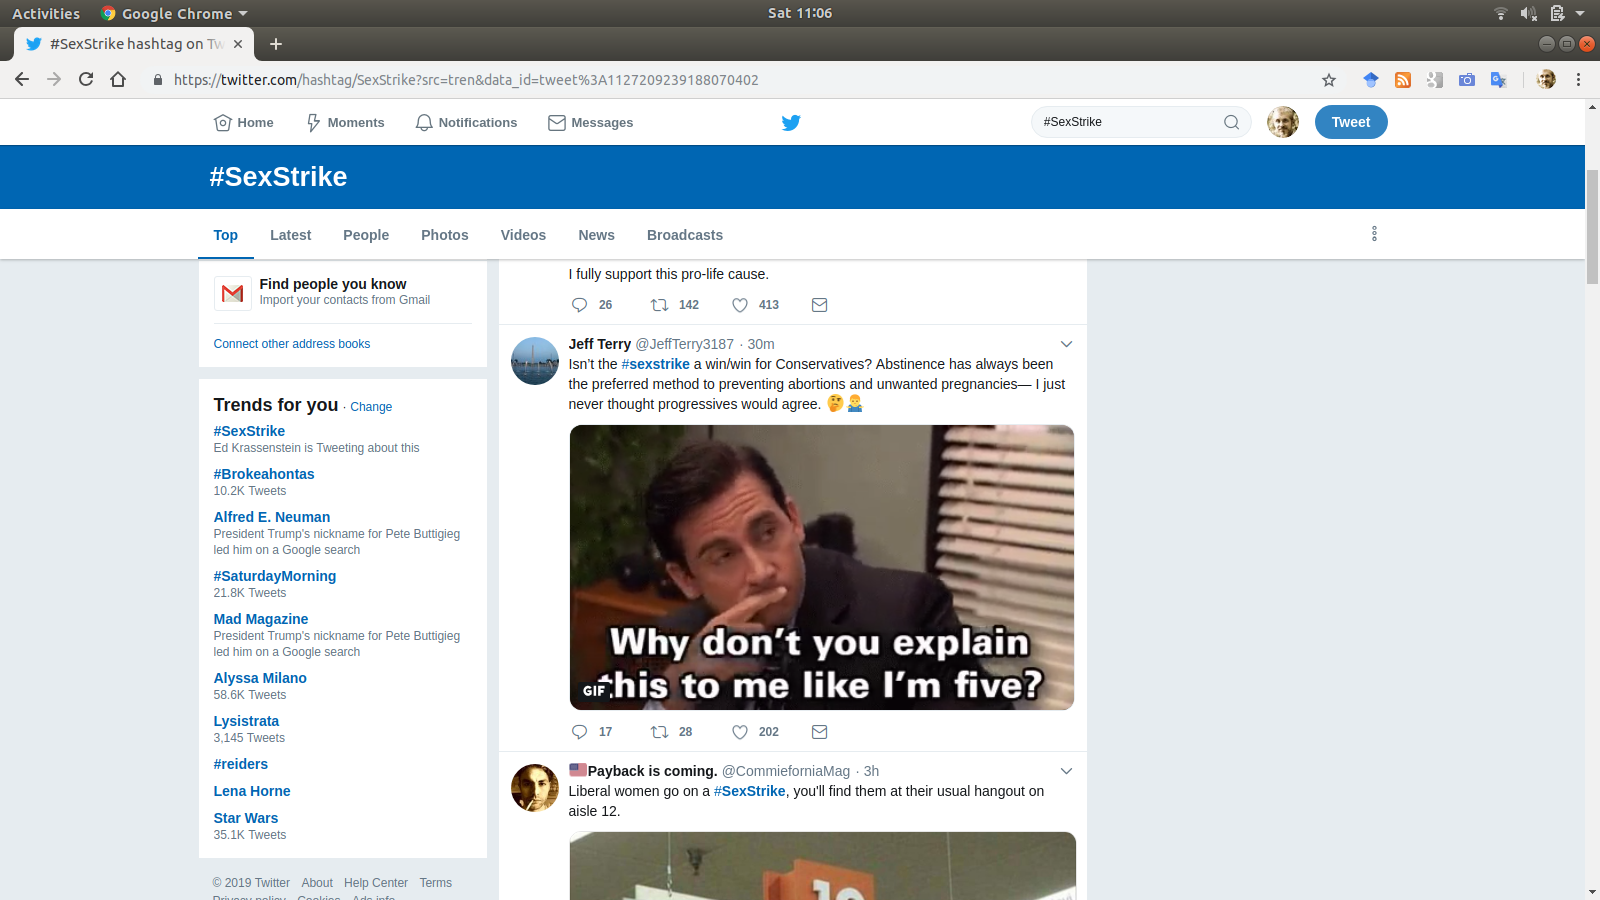 Activities Google Chrome Sat 11:06
#SexStrike hashtag on Tw
https://twitter.com/hashtag/SexStrike?src=tren&data_id=tweet%3A1127209239188070402
Home Moments Notifications Messages #SexStrike Tweet
#SexStrike
Top Latest People Photos Videos News Broadcasts
Find people you know
Import your contacts from Gmail
Connect other address books
Trends for you · Change
#SexStrike
Ed Krassenstein is Tweeting about this
#Brokeahontas
10.2K Tweets
Alfred E. Neuman
President Trump's nickname for Pete Buttigieg
led him on a Google search
#SaturdayMorning
21.8K Tweets
Mad Magazine
President Trump's nickname for Pete Buttigieg
led him on a Google search
Alyssa Milano
58.6K Tweets
Lysistrata
3,145 Tweets
#reiders
Lena Horne
Star Wars
35.1K Tweets
© 2019 Twitter About Help Center Terms
Privacy policy Cookies Ads info
I fully support this pro-life cause.
26 142 413
Jeff Terry @JeffTerry3187 · 30m
Isn't the #sexstrike a win/win for Conservatives? Abstinence has always been
the preferred method to preventing abortions and unwanted pregnancies— I just
never thought progressives would agree. 🤔🤷‍♂️
Why don't you explain
this to me like I'm five?
GIF
17 28 202
🇺🇸Payback is coming. @CommieforniaMag · 3h
Liberal women go on a #SexStrike, you'll find them at their usual hangout on
aisle 12.